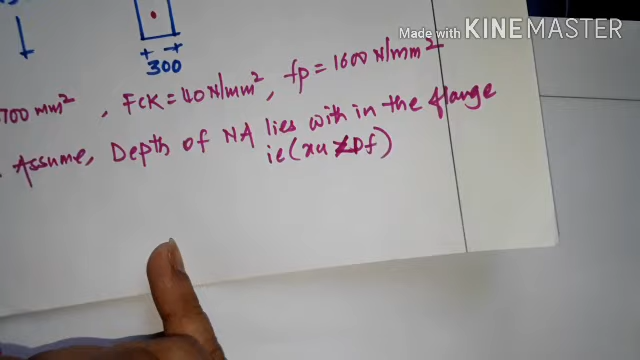 Made with KINEMASTER
300
700 mm², FCK = 40 N/mm², fp = 1600 N/mm²
Assume, Depth of NA lies with in the flange
ie (xu < Df)